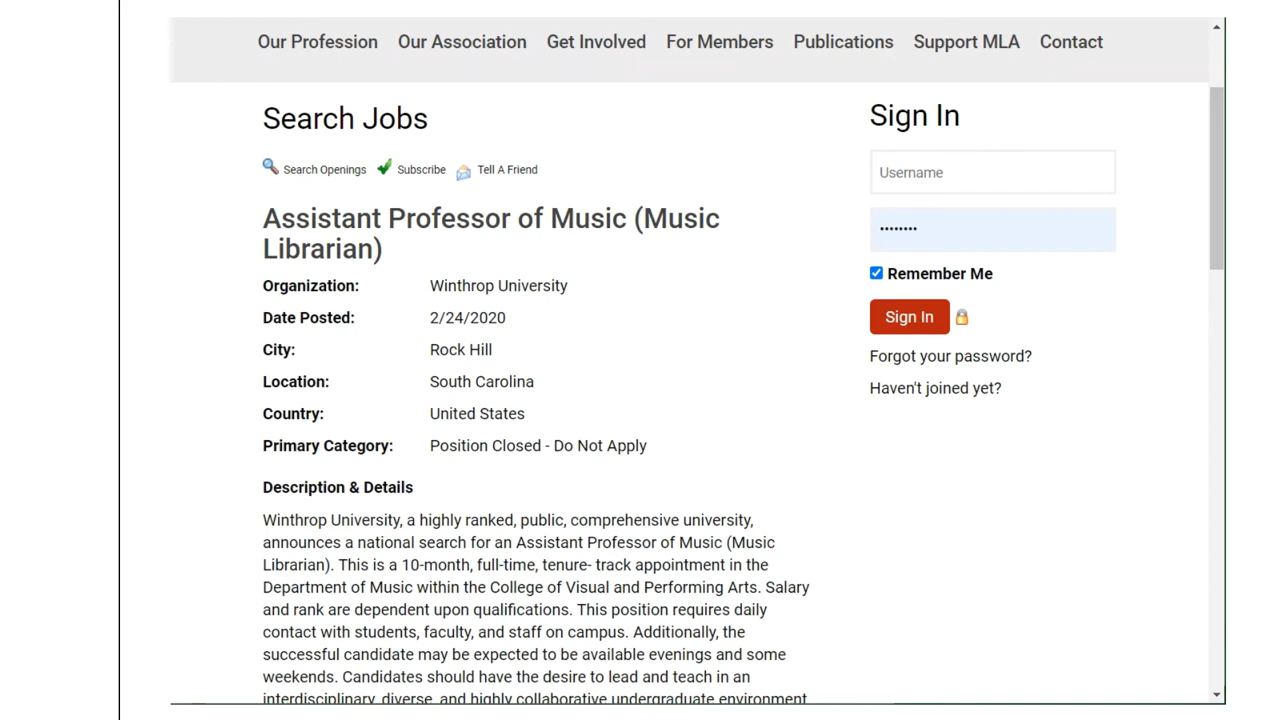 Our Profession Our Association Get Involved For Members Publications Support MLA Contact
Search Jobs
Search Openings Subscribe Tell A Friend
Assistant Professor of Music (Music
Librarian)
Organization: Winthrop University
Date Posted: 2/24/2020
City: Rock Hill
Location: South Carolina
Country: United States
Primary Category: Position Closed - Do Not Apply
Description & Details
Winthrop University, a highly ranked, public, comprehensive university,
announces a national search for an Assistant Professor of Music (Music
Librarian). This is a 10-month, full-time, tenure- track appointment in the
Department of Music within the College of Visual and Performing Arts. Salary
and rank are dependent upon qualifications. This position requires daily
contact with students, faculty, and staff on campus. Additionally, the
successful candidate may be expected to be available evenings and some
weekends. Candidates should have the desire to lead and teach in an
interdisciplinary, diverse, and highly collaborative undergraduate environment
Sign In
Username
••••••••
Remember Me
Sign In
Forgot your password?
Haven't joined yet?